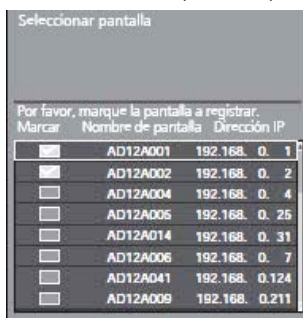 Seleccionar pantalla
Por favor, marque la pantalla a registrar.
Marcar Nombre de pantalla Dirección IP
AD12A001 192.168. 0. 1
AD12A002 192.168. 0. 2
AD12A004 192.168. 0. 4
AD12A005 192.168. 0. 25
AD12A014 192.168. 0. 31
AD12A006 192.168. 0. 7
AD12A041 192.168. 0.124
AD12A009 192.168. 0.211